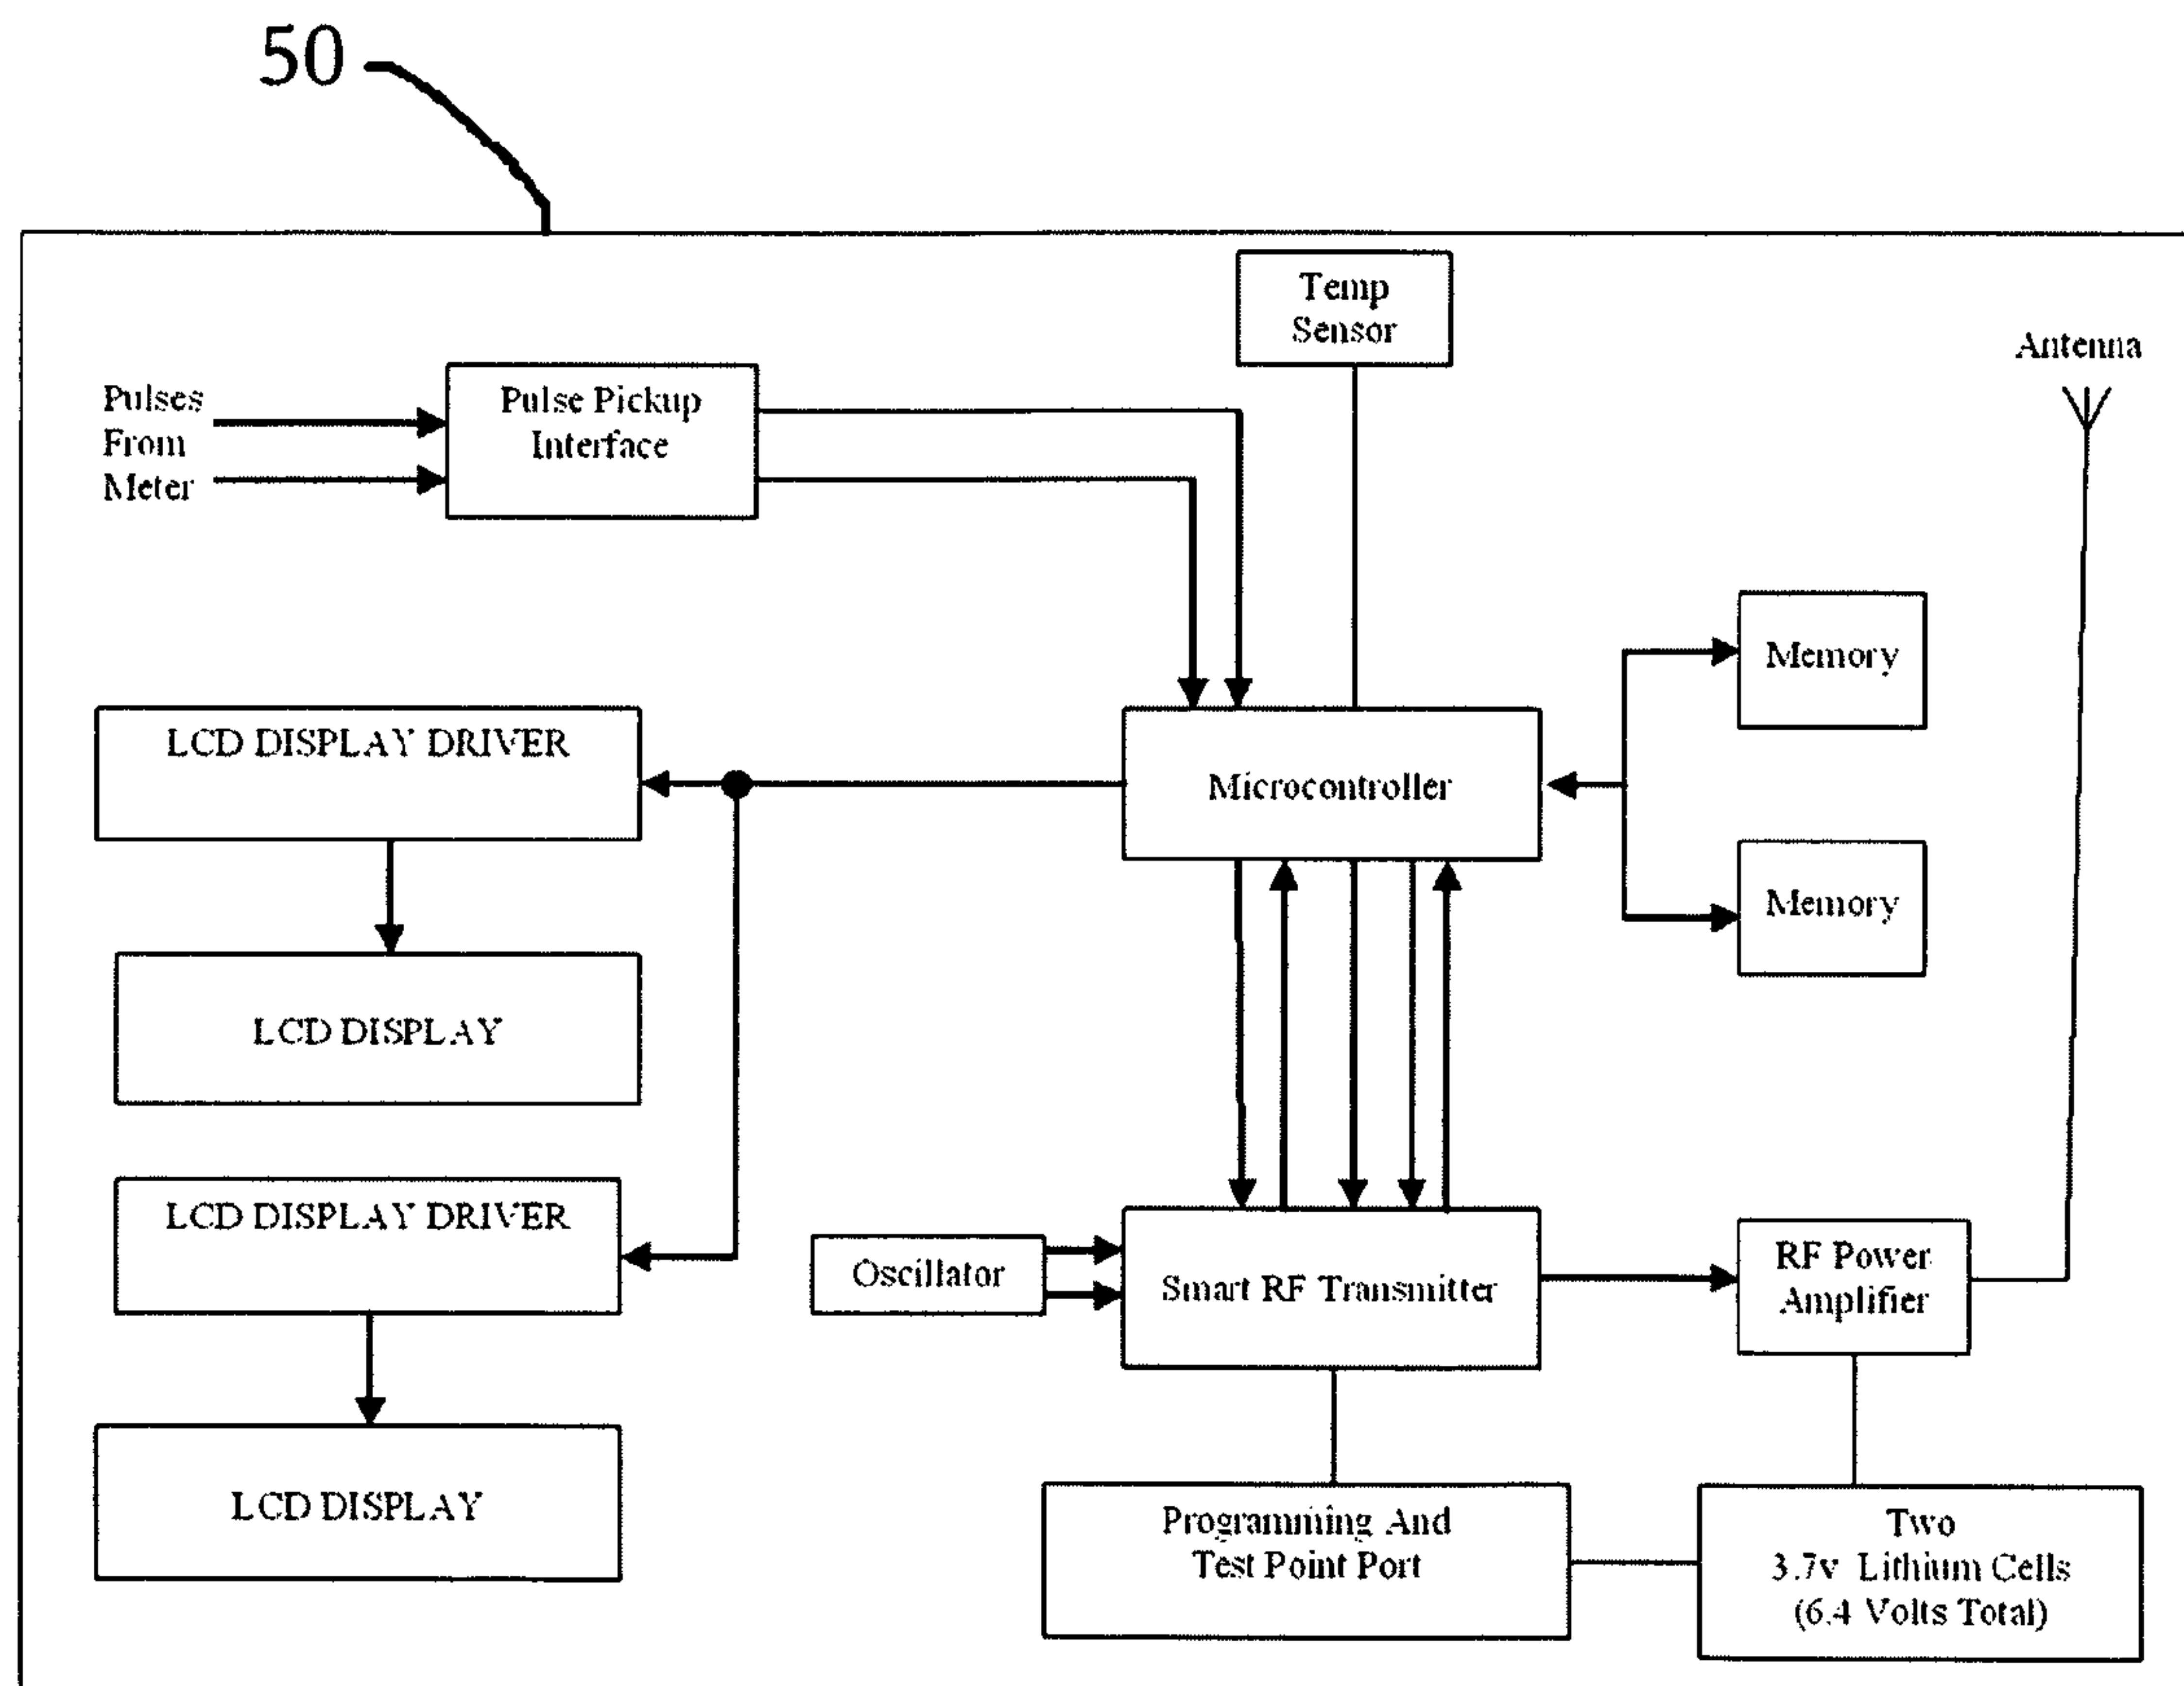 50
Temp
Sensor
Antenna
Pulses
From
Meter
Pulse Pickup
Interface
Memory
LCD DISPLAY DRIVER
Microcontroller
Memory
LCD DISPLAY
LCD DISPLAY DRIVER
Oscillator
Smart RF Transmitter
RF Power
Amplifier
LCD DISPLAY
Programming And
Test Point Port
Two
3.7v Lithium Cells
(6.4 Volts Total)